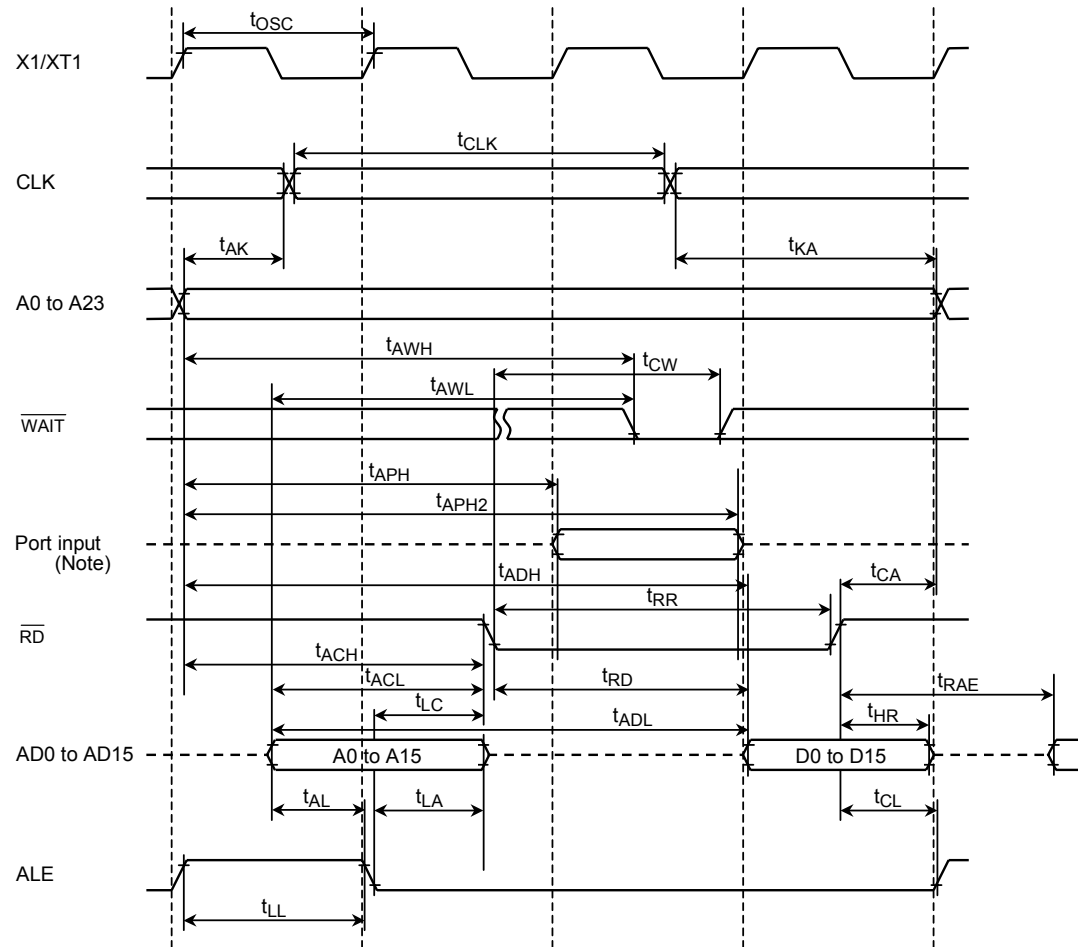 tOSC
X1/XT1
tCLK
CLK
tAK
tKA
A0 to A23
tAWH
tCW
tAWL
WAIT
tAPH
tAPH2
Port input
(Note)
tADH
tCA
tRR
RD
tACH
tACL
tRD
tRAE
tLC
tADL
tHR
AD0 to AD15
A0 to A15
D0 to D15
tAL
tLA
tCL
ALE
tLL